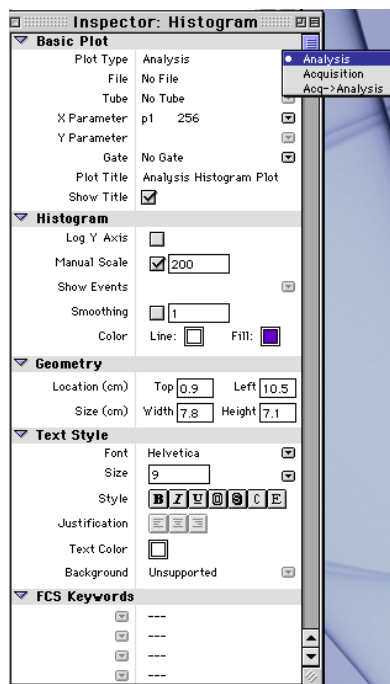 Inspector: Histogram
Basic Plot
Plot Type Analysis
Analysis
Acquisition
Acq->Analysis
File No File
Tube No Tube
X Parameter p1 256
Y Parameter
Gate No Gate
Plot Title Analysis Histogram Plot
Show Title
Histogram
Log Y Axis
Manual Scale 200
Show Events
Smoothing 1
Color Line: Fill:
Geometry
Location (cm) Top 0.9 Left 10.5
Size (cm) Width 7.8 Height 7.1
Text Style
Font Helvetica
Size 9
Style B I U O S C E
Justification
Text Color
Background Unsupported
FCS Keywords
---
---
---
---